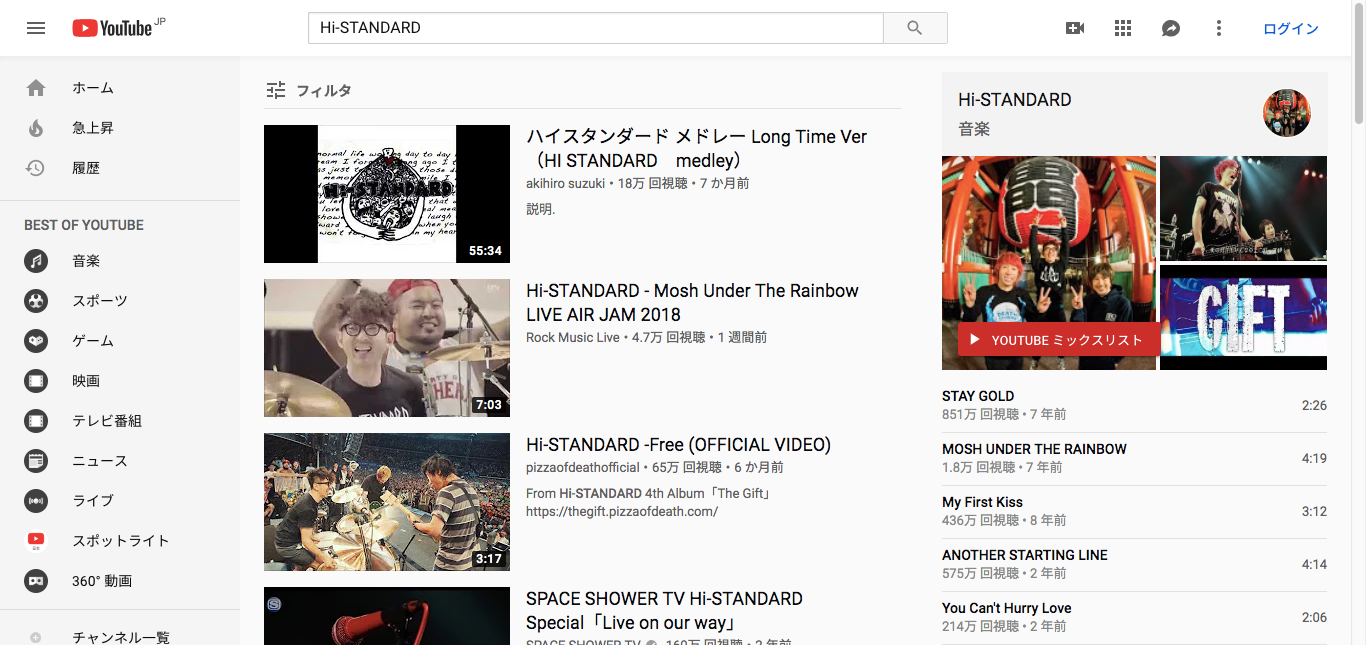 YouTube JP
Hi-STANDARD
ログイン
ホーム
急上昇
履歴
BEST OF YOUTUBE
音楽
スポーツ
ゲーム
映画
テレビ番組
ニュース
ライブ
スポットライト
360° 動画
チャンネル一覧
フィルタ
Hi-STANDARD
55:34
ハイスタンダード メドレー Long Time Ver
（HI STANDARD　medley）
akihiro suzuki • 18万 回視聴 • 7 か月前
説明.
7:03
Hi-STANDARD - Mosh Under The Rainbow
LIVE AIR JAM 2018
Rock Music Live • 4.7万 回視聴 • 1 週間前
3:17
Hi-STANDARD -Free (OFFICIAL VIDEO)
pizzaofdeathofficial • 65万 回視聴 • 6 か月前
From Hi-STANDARD 4th Album「The Gift」
https://thegift.pizzaofdeath.com/
SPACE SHOWER TV Hi-STANDARD
Special「Live on our way」
SPACE SHOWER TV • 160万 回視聴 • 2 年前
Hi-STANDARD
音楽
GIFT
YOUTUBE ミックスリスト
STAY GOLD
851万 回視聴 • 7 年前
2:26
MOSH UNDER THE RAINBOW
1.8万 回視聴 • 7 年前
4:19
My First Kiss
436万 回視聴 • 8 年前
3:12
ANOTHER STARTING LINE
575万 回視聴 • 2 年前
4:14
You Can't Hurry Love
214万 回視聴 • 2 年前
2:06